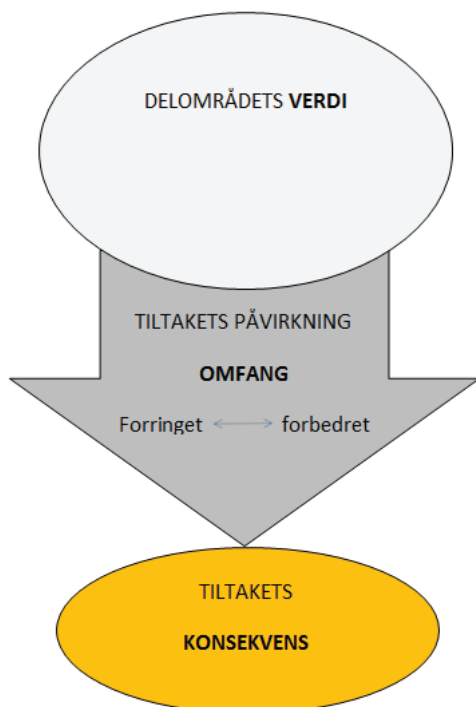 DELOMRÅDETS VERDI
TILTAKETS PÅVIRKNING
OMFANG
Forringet forbedret
TILTAKETS
KONSEKVENS